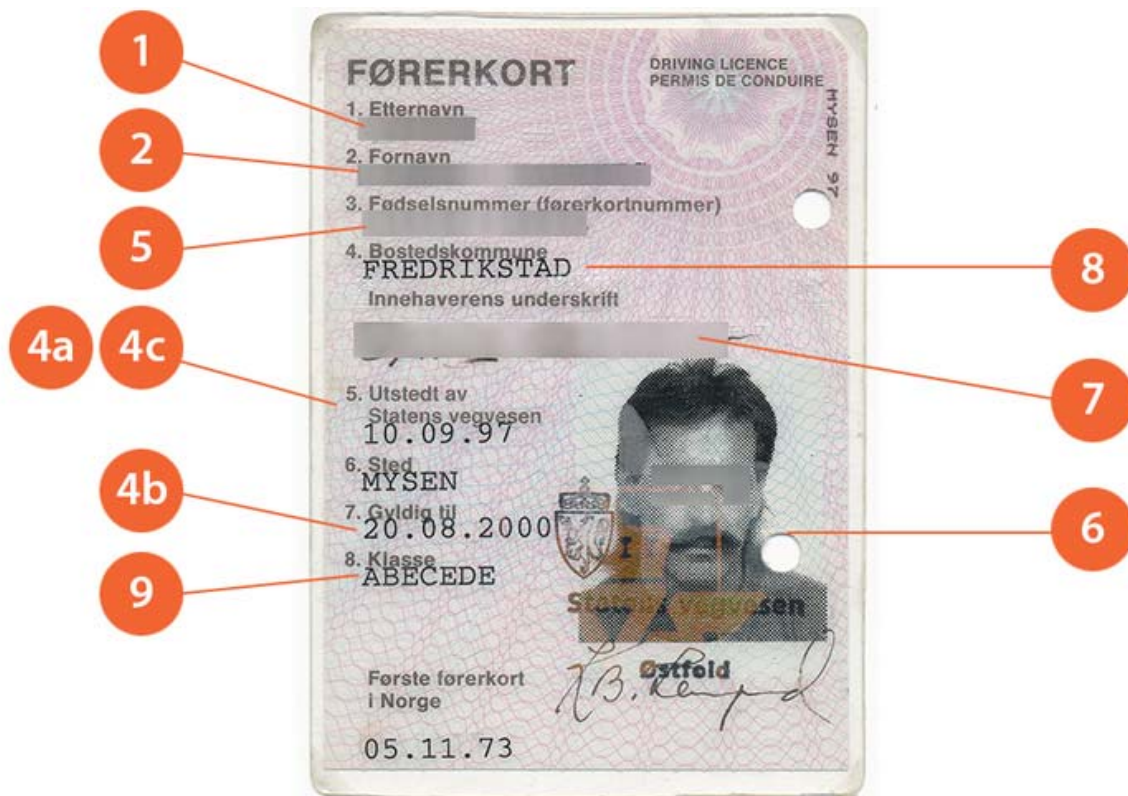 1
2
5
4a
4c
4b
9
8
7
6
FØRERKORT
DRIVING LICENCE
PERMIS DE CONDUIRE
MYSEN 97
1. Etternavn
2. Fornavn
3. Fødselsnummer (førerkortnummer)
4. Bostedskommune
FREDRIKSTAD
Innehaverens underskrift
5. Utstedt av
Statens vegvesen
10.09.97
6. Sted
MYSEN
7. Gyldig til
20.08.2000
8. Klasse
ABECEDE
Statens vegvesen
Østfold
Første førerkort
i Norge
05.11.73